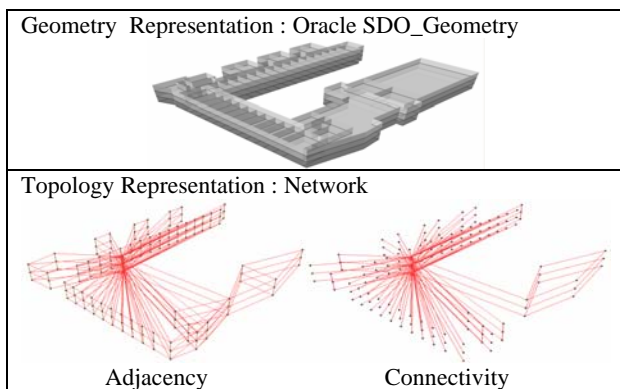 Geometry Representation : Oracle SDO_Geometry
Topology Representation : Network
Adjacency Connectivity